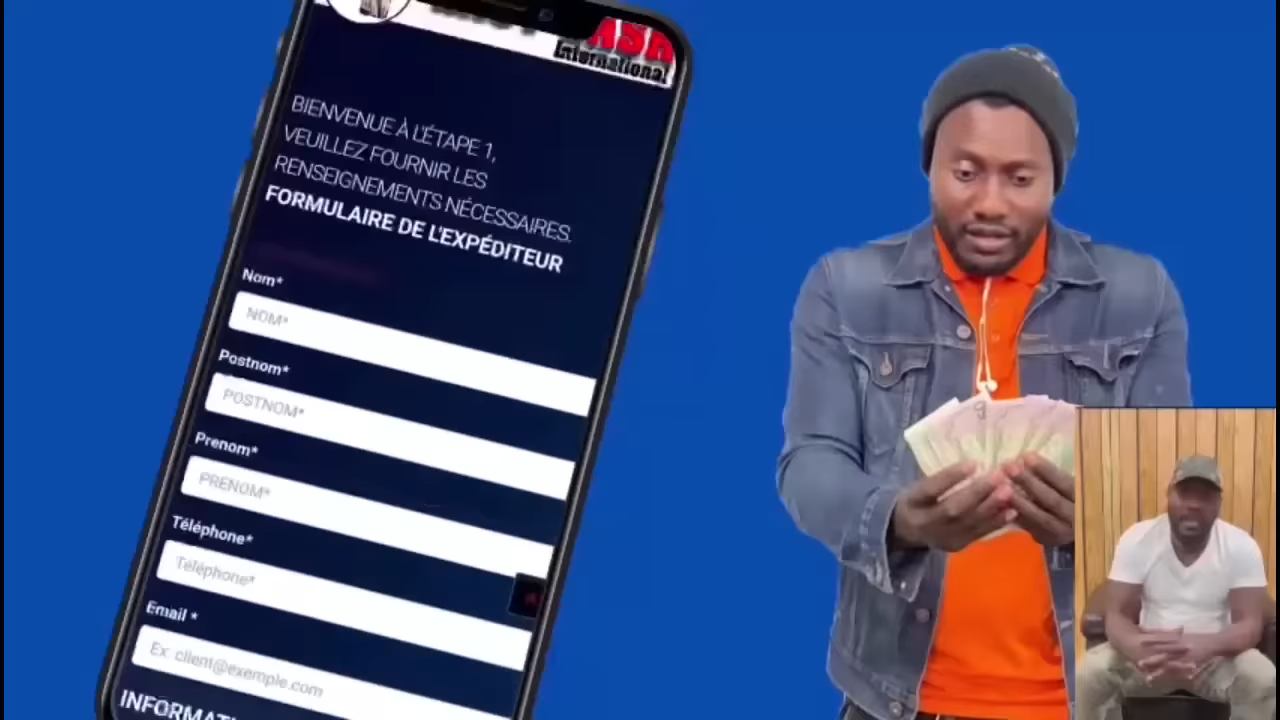 International
BIENVENUE À L'ÉTAPE 1,
VEUILLEZ FOURNIR LES
RENSEIGNEMENTS NÉCESSAIRES.
FORMULAIRE DE L'EXPÉDITEUR
Nom*
NOM*
Postnom*
POSTNOM*
Prenom*
PRENOM*
Téléphone*
Téléphone*
Email *
Ex: client@exemple.com